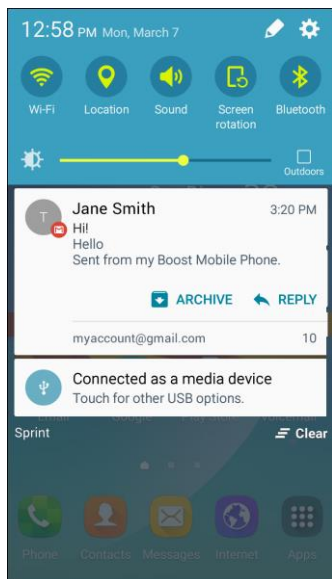 12:58 PM Mon, March 7
Wi-Fi Location Sound Screen rotation Bluetooth
Outdoors
T Jane Smith 3:20 PM
Hi!
Hello
Sent from my Boost Mobile Phone.
ARCHIVE REPLY
myaccount@gmail.com 10
Connected as a media device
Touch for other USB options.
Sprint Clear
Phone Contacts Messages Internet Apps